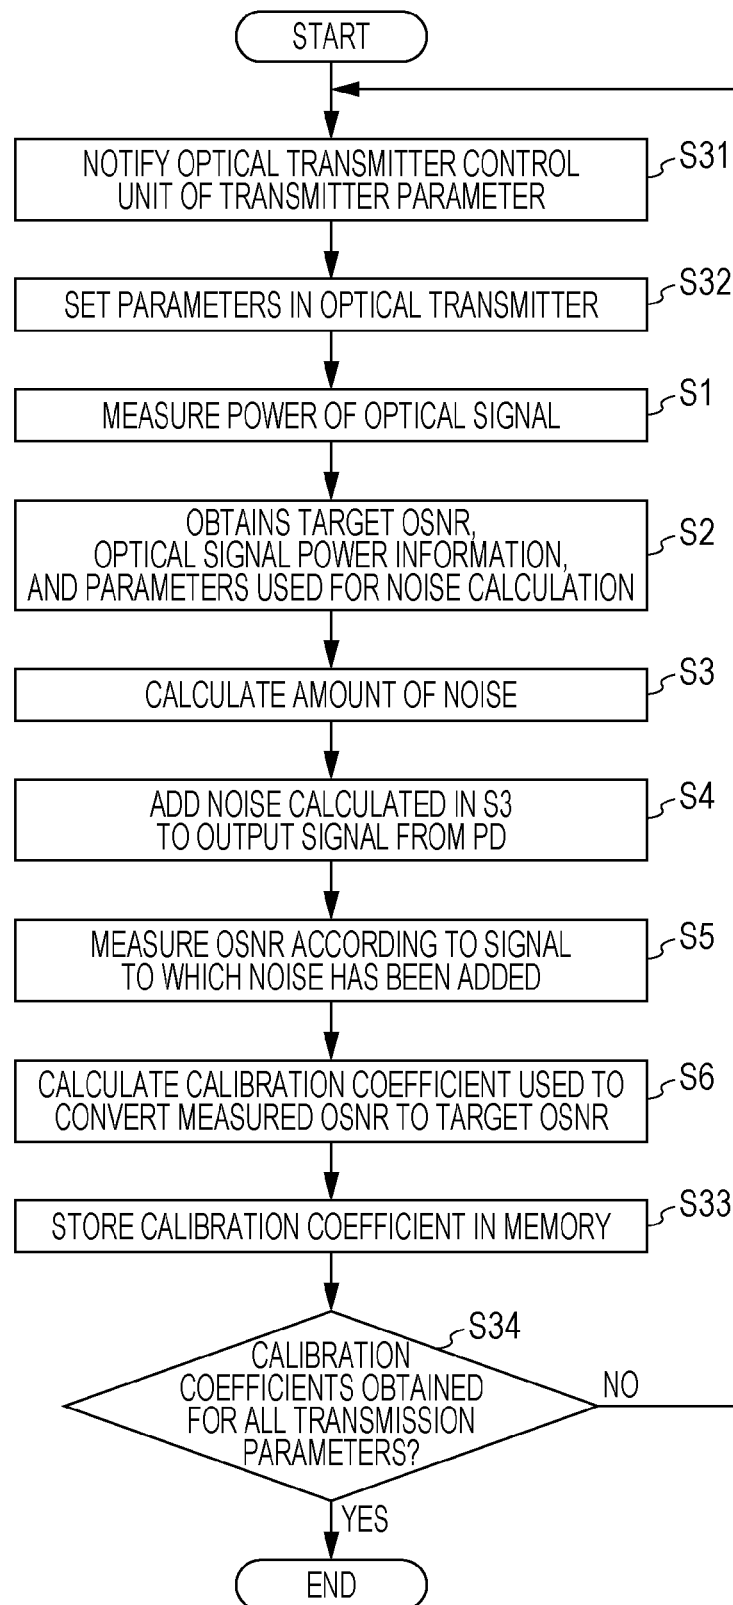 START
NOTIFY OPTICAL TRANSMITTER CONTROL
UNIT OF TRANSMITTER PARAMETER
S31
SET PARAMETERS IN OPTICAL TRANSMITTER
S32
MEASURE POWER OF OPTICAL SIGNAL
S1
OBTAINS TARGET OSNR,
OPTICAL SIGNAL POWER INFORMATION,
AND PARAMETERS USED FOR NOISE CALCULATION
S2
CALCULATE AMOUNT OF NOISE
S3
ADD NOISE CALCULATED IN S3
TO OUTPUT SIGNAL FROM PD
S4
MEASURE OSNR ACCORDING TO SIGNAL
TO WHICH NOISE HAS BEEN ADDED
S5
CALCULATE CALIBRATION COEFFICIENT USED TO
CONVERT MEASURED OSNR TO TARGET OSNR
S6
STORE CALIBRATION COEFFICIENT IN MEMORY
S33
S34
CALIBRATION
COEFFICIENTS OBTAINED
FOR ALL TRANSMISSION
PARAMETERS?
NO
YES
END